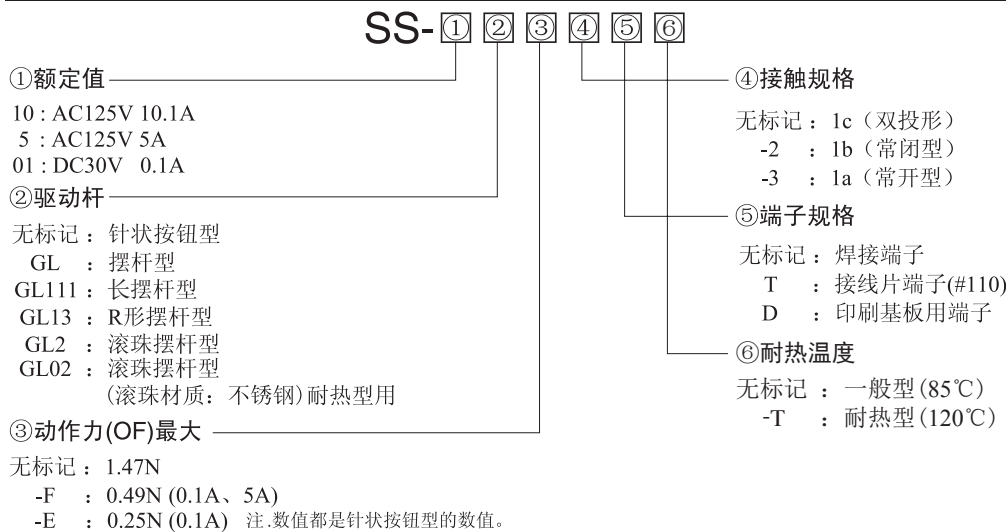 SS-①②③④⑤⑥
①额定值
10 : AC125V 10.1A
5 : AC125V 5A
01 : DC30V 0.1A
②驱动杆
无标记 : 针状按钮型
GL : 摆杆型
GL111 : 长摆杆型
GL13 : R形摆杆型
GL2 : 滚珠摆杆型
GL02 : 滚珠摆杆型
(滚珠材质：不锈钢)耐热型用
③动作力(OF)最大
无标记 : 1.47N
-F : 0.49N (0.1A、5A)
-E : 0.25N (0.1A) 注.数值都是针状按钮型的数值。
④接触规格
无标记 : 1c（双投形）
-2 : 1b（常闭型）
-3 : 1a（常开型）
⑤端子规格
无标记 : 焊接端子
T : 接线片端子(#110)
D : 印刷基板用端子
⑥耐热温度
无标记 : 一般型(85℃)
-T : 耐热型(120℃)